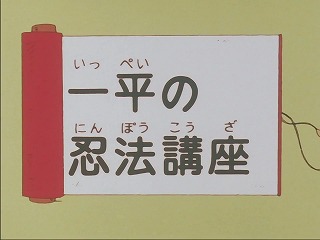 いっ ぺい
一平の
にん ぽう こう ざ
忍法講座